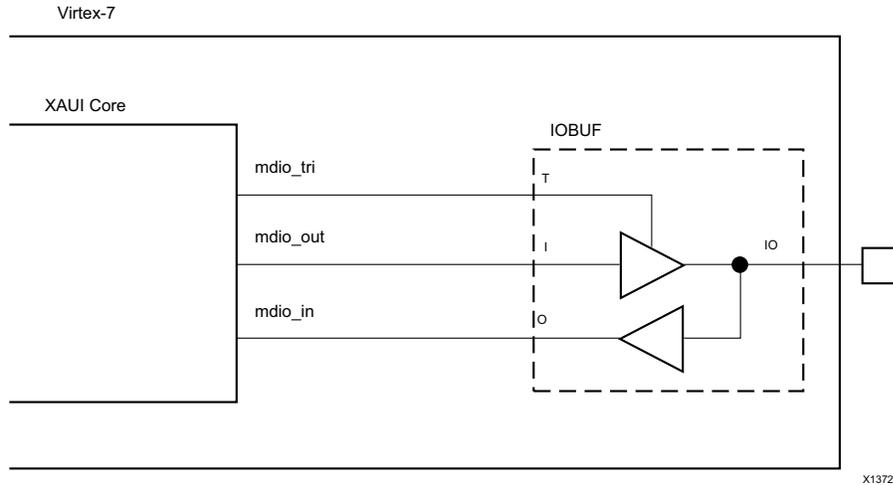 Virtex-7
XAUI Core
IOBUF
mdio_tri
T
mdio_out
I
IO
mdio_in
O
X1372